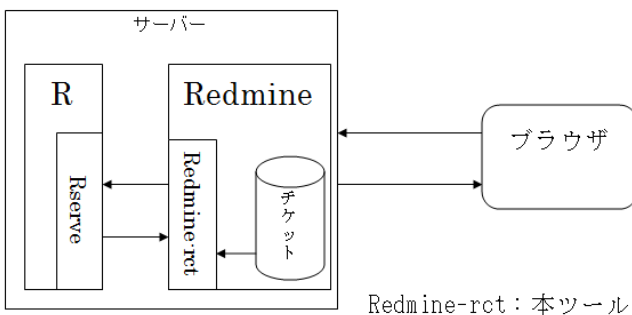 サーバー
R
Redmine
ブラウザ
Rserve
Redmine-rct
チケット
Redmine-rct：本ツール